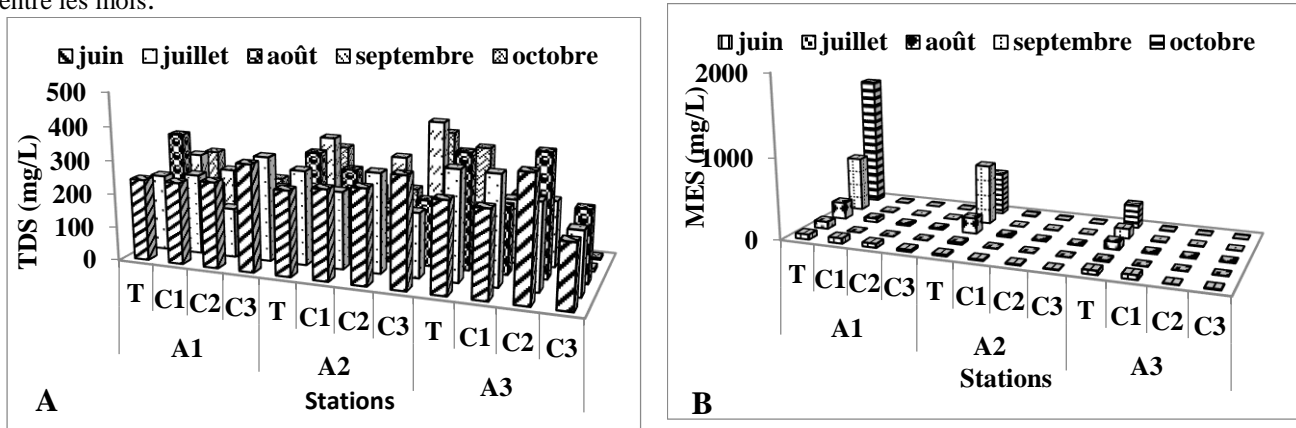 entre les mois.
juin juillet août septembre octobre
500
400
300
200
100
0
TDS (mg/L)
T C1 C2 C3 T C1 C2 C3 T C1 C2 C3
A1 A2 A3
Stations
A
juin juillet août septembre octobre
2000
1000
0
MES (mg/L)
T C1 C2 C3 T C1 C2 C3 T C1 C2 C3
A1 A2 A3
Stations
B